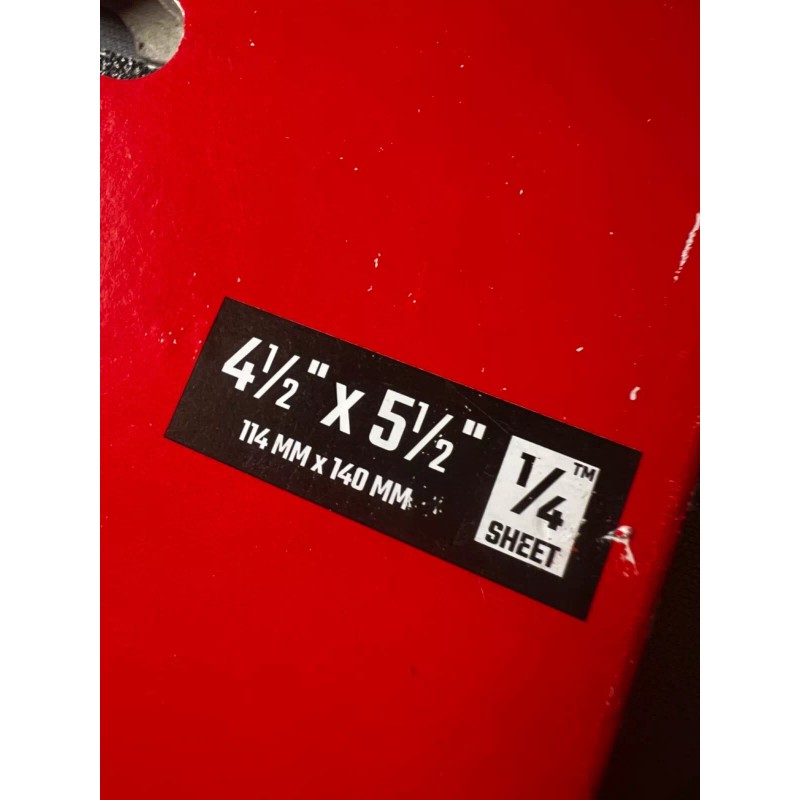 4½" x 5½"
114 MM x 140 MM
¼™
SHEET